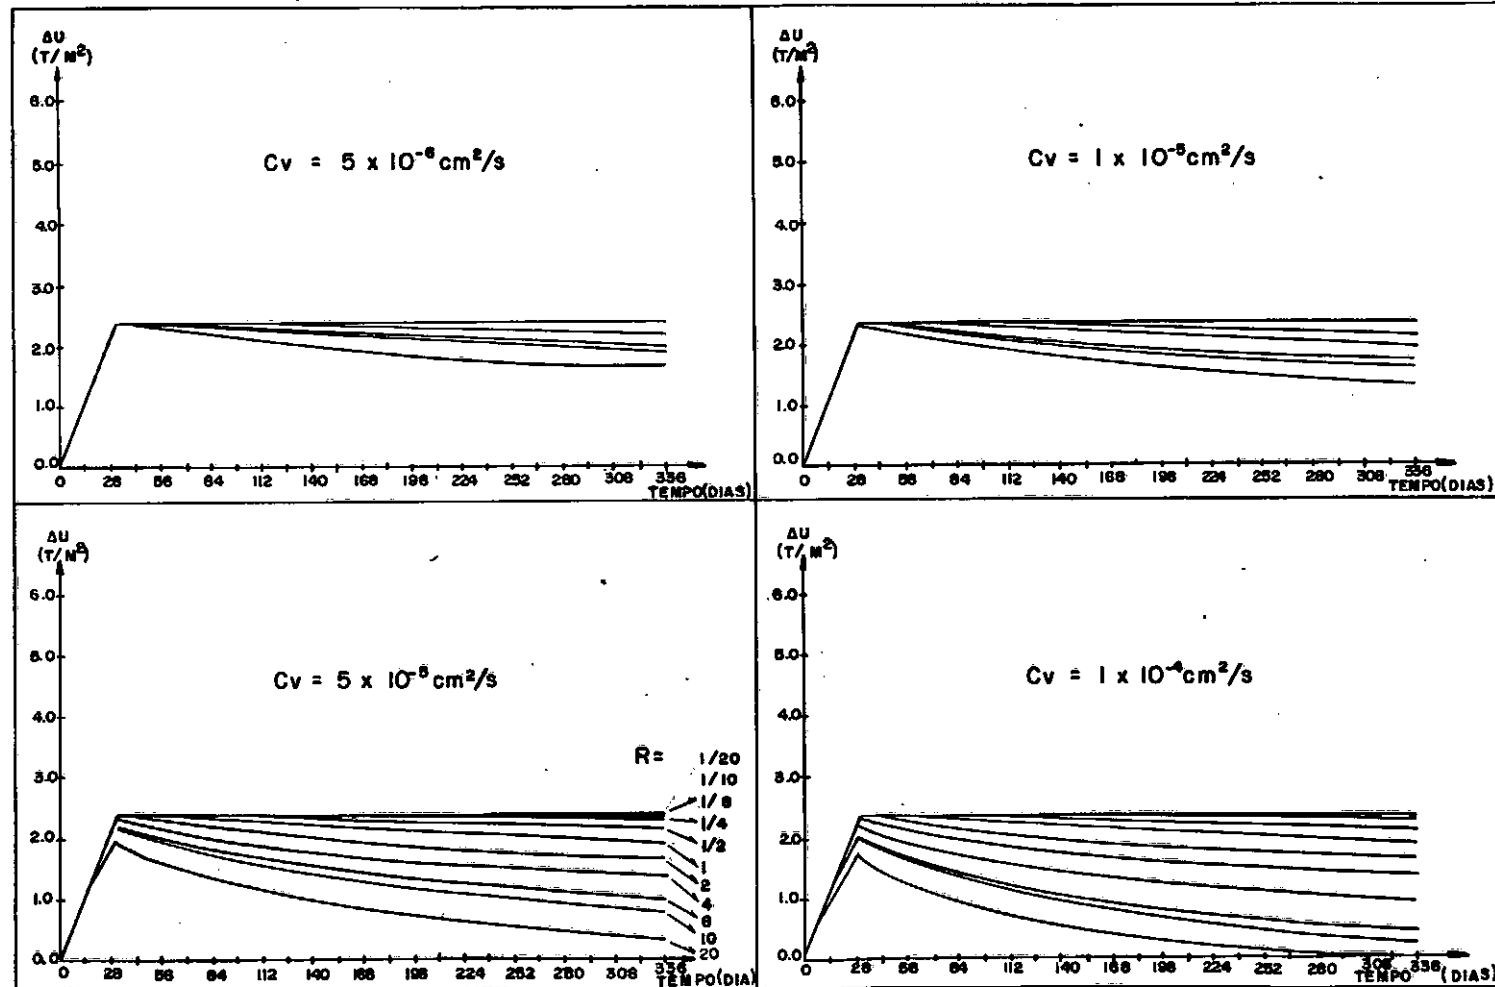 ΔU
(T/M²)
6.0
Cv = 5 x 10⁻⁶ cm²/s
5.0
4.0
3.0
2.0
1.0
0.0
0 28 56 84 112 140 168 196 224 252 280 308 336
TEMPO(DIAS)
ΔU
(T/M²)
6.0
Cv = 1 x 10⁻⁵ cm²/s
5.0
4.0
3.0
2.0
1.0
0.0
0 28 56 84 112 140 168 196 224 252 280 308 336
TEMPO(DIAS)
ΔU
(T/M²)
6.0
5.0
Cv = 5 x 10⁻⁵ cm²/s
4.0
R= 1/20
3.0
1/10
1/8
1/4
2.0
1/2
1
2
4
1.0
8
10
20
0.0
0 28 56 84 112 140 168 196 224 252 280 308 336
TEMPO(DIA)
ΔU
(T/M²)
6.0
5.0
Cv = 1 x 10⁻⁴ cm²/s
4.0
3.0
2.0
1.0
0.0
0 28 56 84 112 140 168 196 224 252 280 308 336
TEMPO (DIAS)